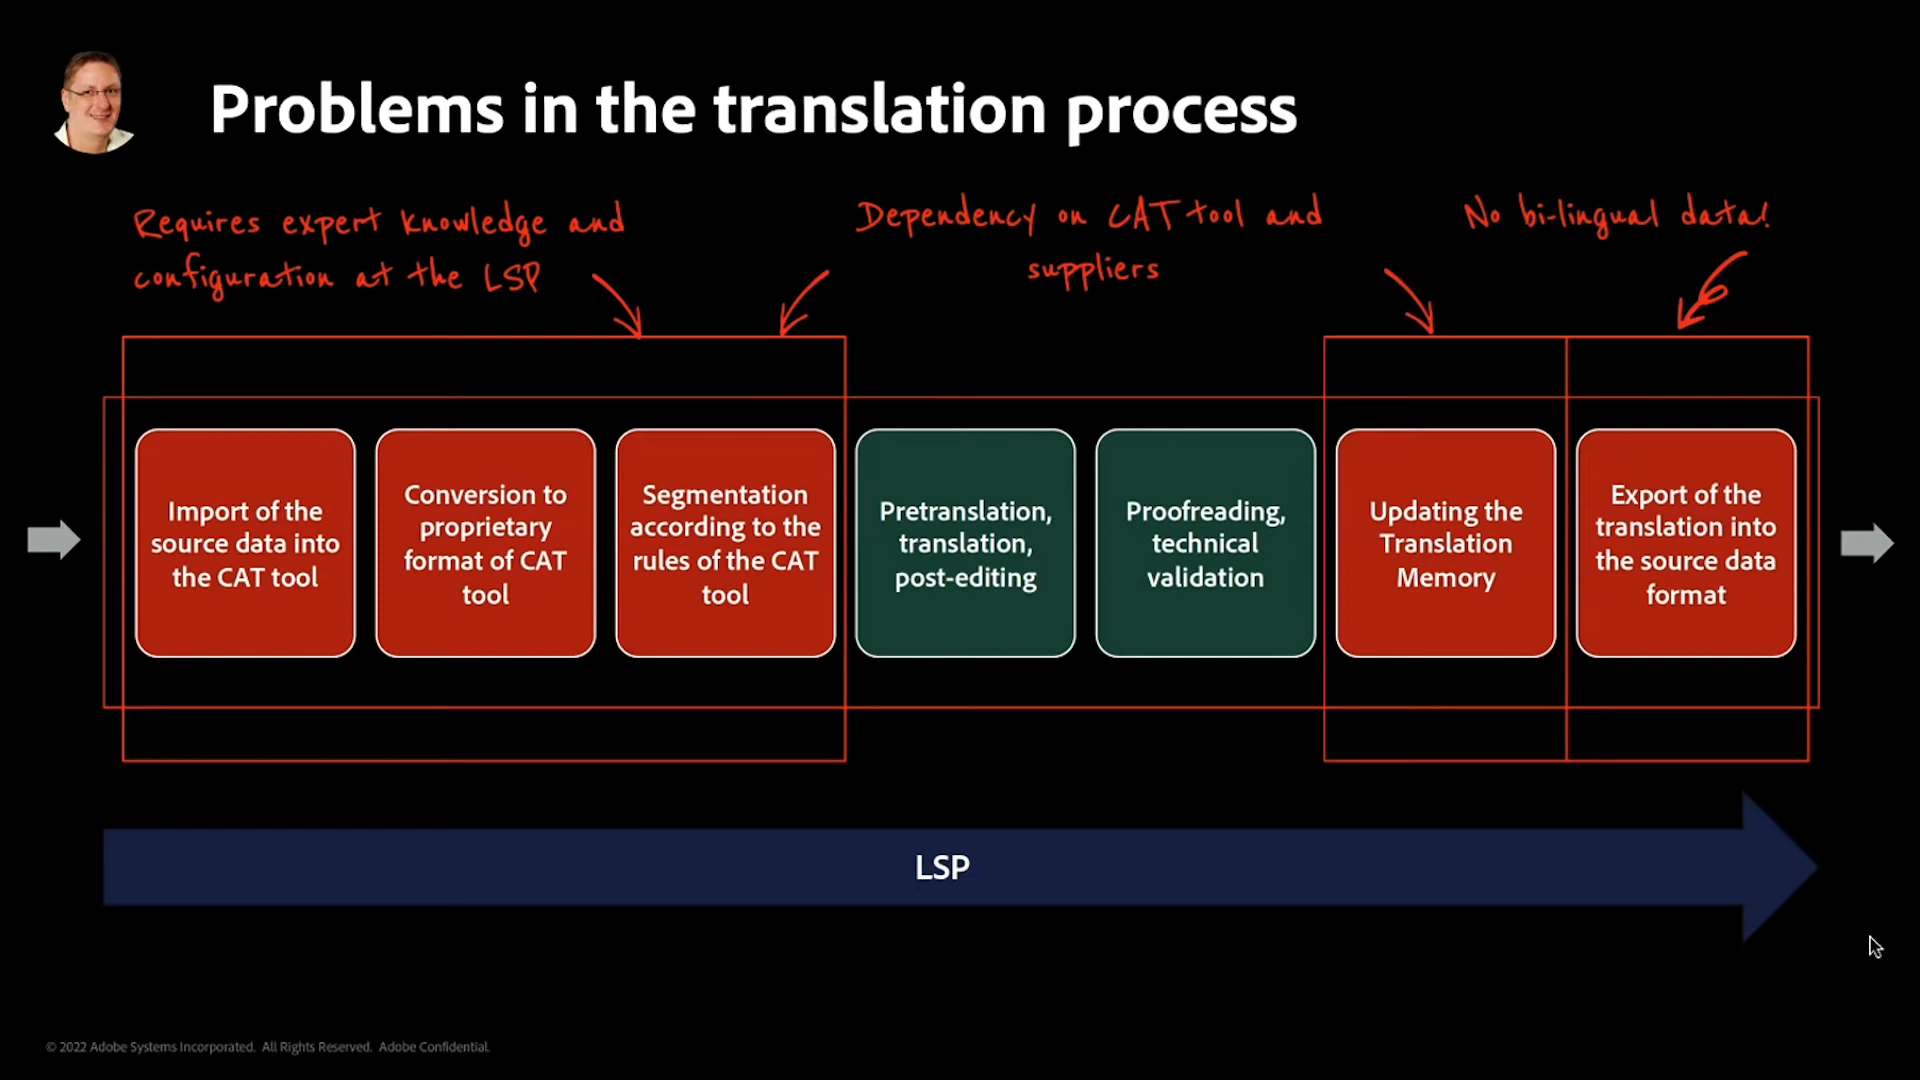 Problems in the translation process
Requires expert knowledge and
configuration at the LSP
Dependency on CAT tool and
suppliers
No bi-lingual data!
Import of the
source data into
the CAT tool
Conversion to
proprietary
format of CAT
tool
Segmentation
according to the
rules of the CAT
tool
Pretranslation,
translation,
post-editing
Proofreading,
technical
validation
Updating the
Translation
Memory
Export of the
translation into
the source data
format
LSP
© 2022 Adobe Systems Incorporated. All Rights Reserved. Adobe Confidential.